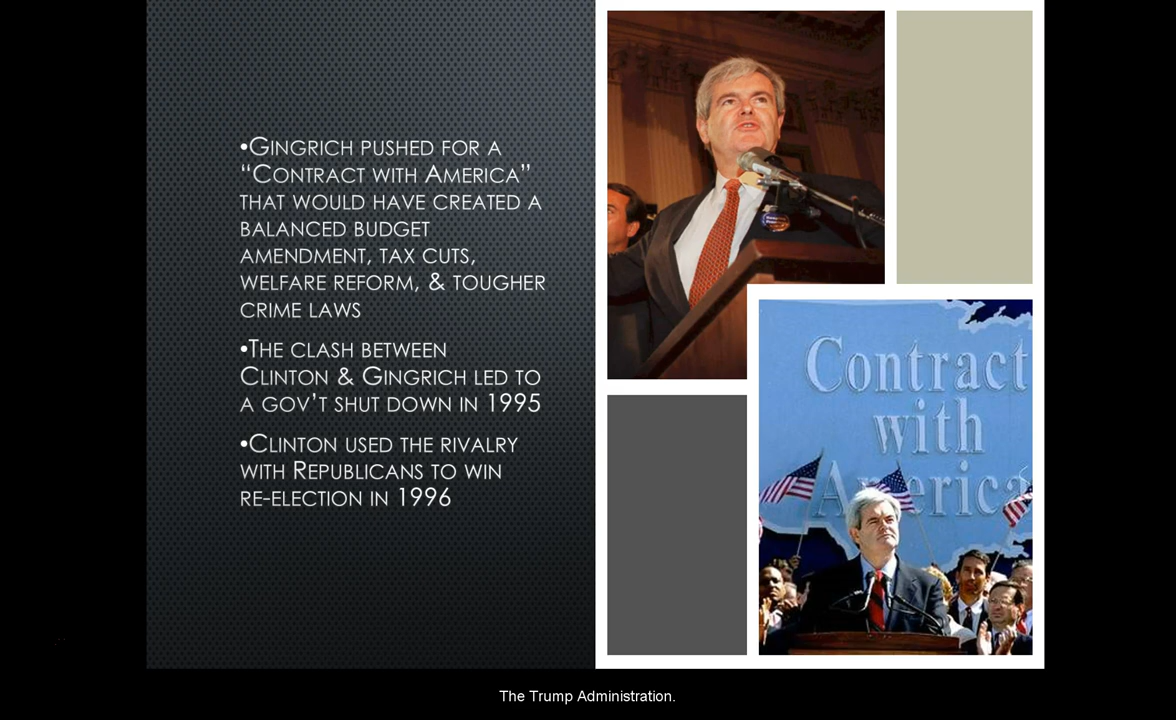 •Gingrich pushed for a
“Contract with America”
that would have created a
balanced budget
amendment, tax cuts,
welfare reform, & tougher
crime laws
•The clash between
Clinton & Gingrich led to
a gov’t shut down in 1995
•Clinton used the rivalry
with Republicans to win
re-election in 1996
Contract
with
America
The Trump Administration.